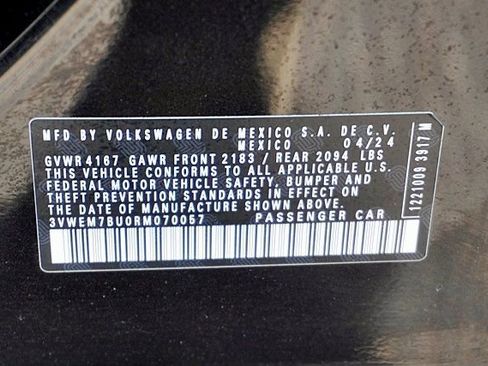 MFD BY VOLKSWAGEN DE MEXICO S.A. DE C.V.
MEXICO 04/24
GVWR 4167 GAWR FRONT 2183 / REAR 2094 LBS
THIS VEHICLE CONFORMS TO ALL APPLICABLE U.S.
FEDERAL MOTOR VEHICLE SAFETY, BUMPER AND
THEFT PREVENTION STANDARDS IN EFFECT ON
THE DATE OF MANUFACTURE SHOWN ABOVE
3VWEM7BU0RM070057 PASSENGER CAR
1221009 3617 M